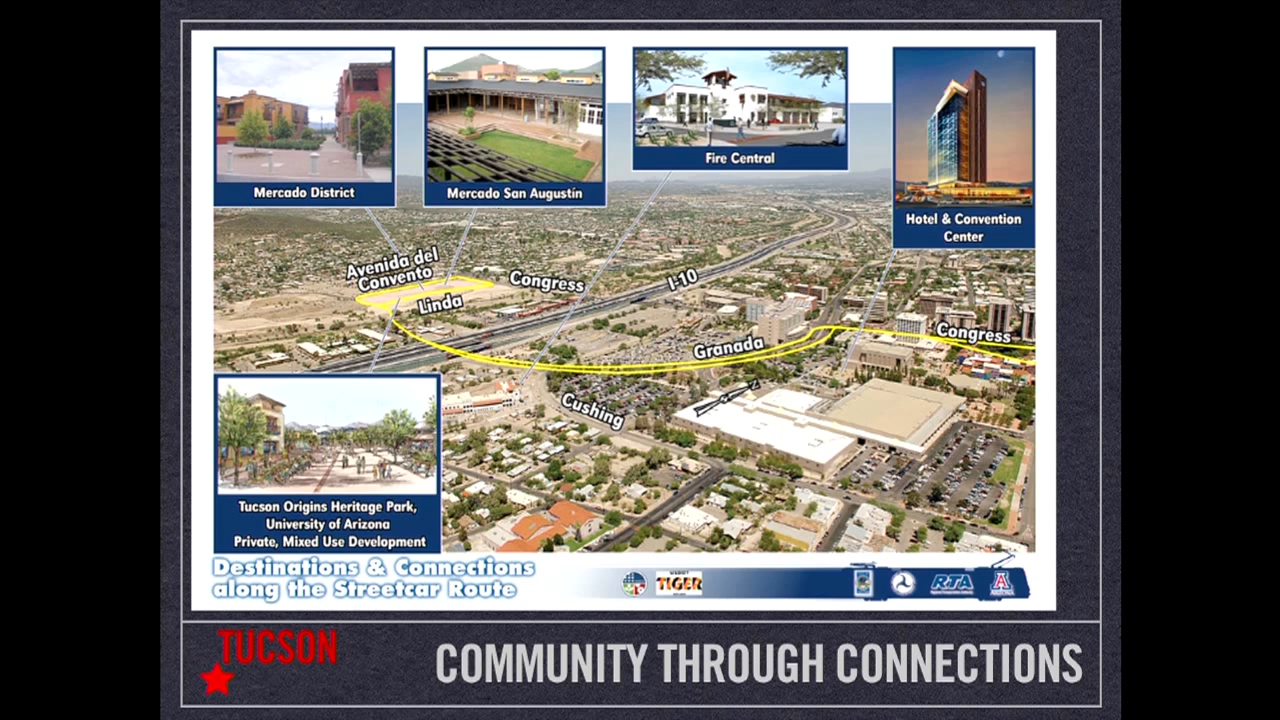 Mercado District
Mercado San Augustín
Fire Central
Hotel & Convention
Center
Avenida del
Convento
Congress
I-10
Linda
Granada
Congress
Cushing
Tucson Origins Heritage Park,
University of Arizona
Private, Mixed Use Development
Destinations & Connections
along the Streetcar Route
TIGER
RTA
A
TUCSON
COMMUNITY THROUGH CONNECTIONS